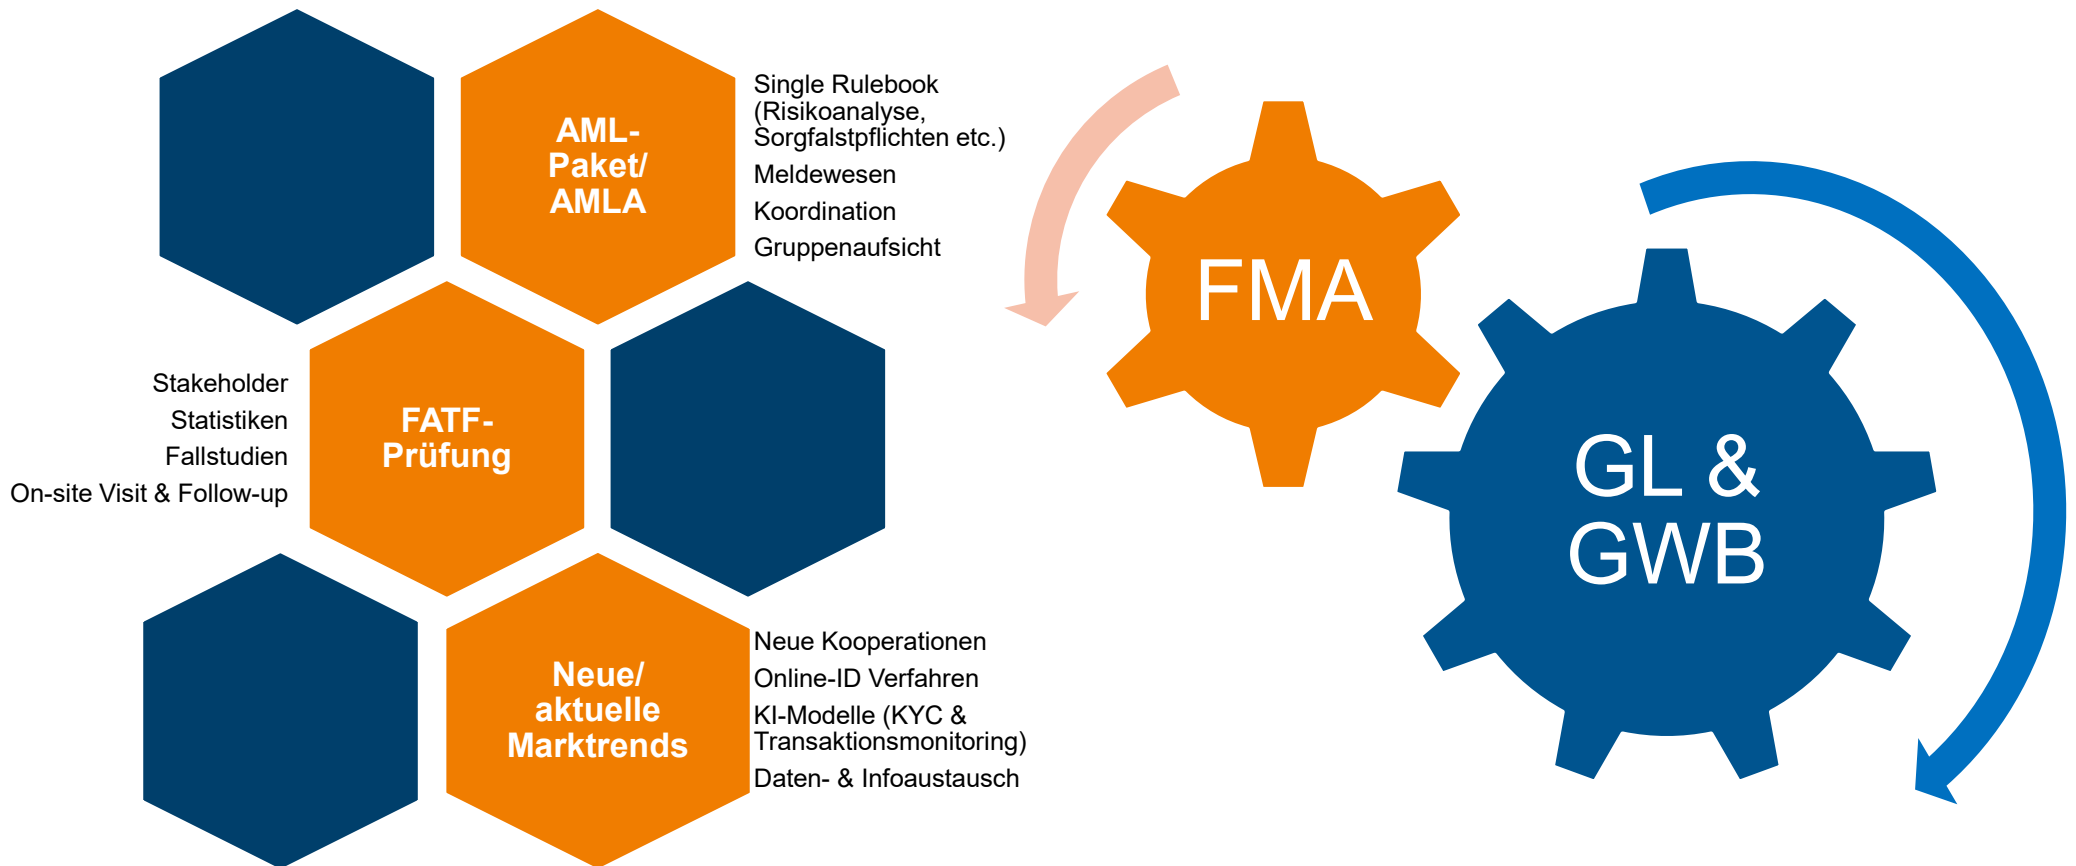 AML-
Paket/
AMLA
Single Rulebook
(Risikoanalyse,
Sorgfalstpflichten etc.)
Meldewesen
Koordination
Gruppenaufsicht
Stakeholder
Statistiken
Fallstudien
On-site Visit & Follow-up
FATF-
Prüfung
Neue/
aktuelle
Marktrends
Neue Kooperationen
Online-ID Verfahren
KI-Modelle (KYC &
Transaktionsmonitoring)
Daten- & Infoaustausch
FMA
GL &
GWB